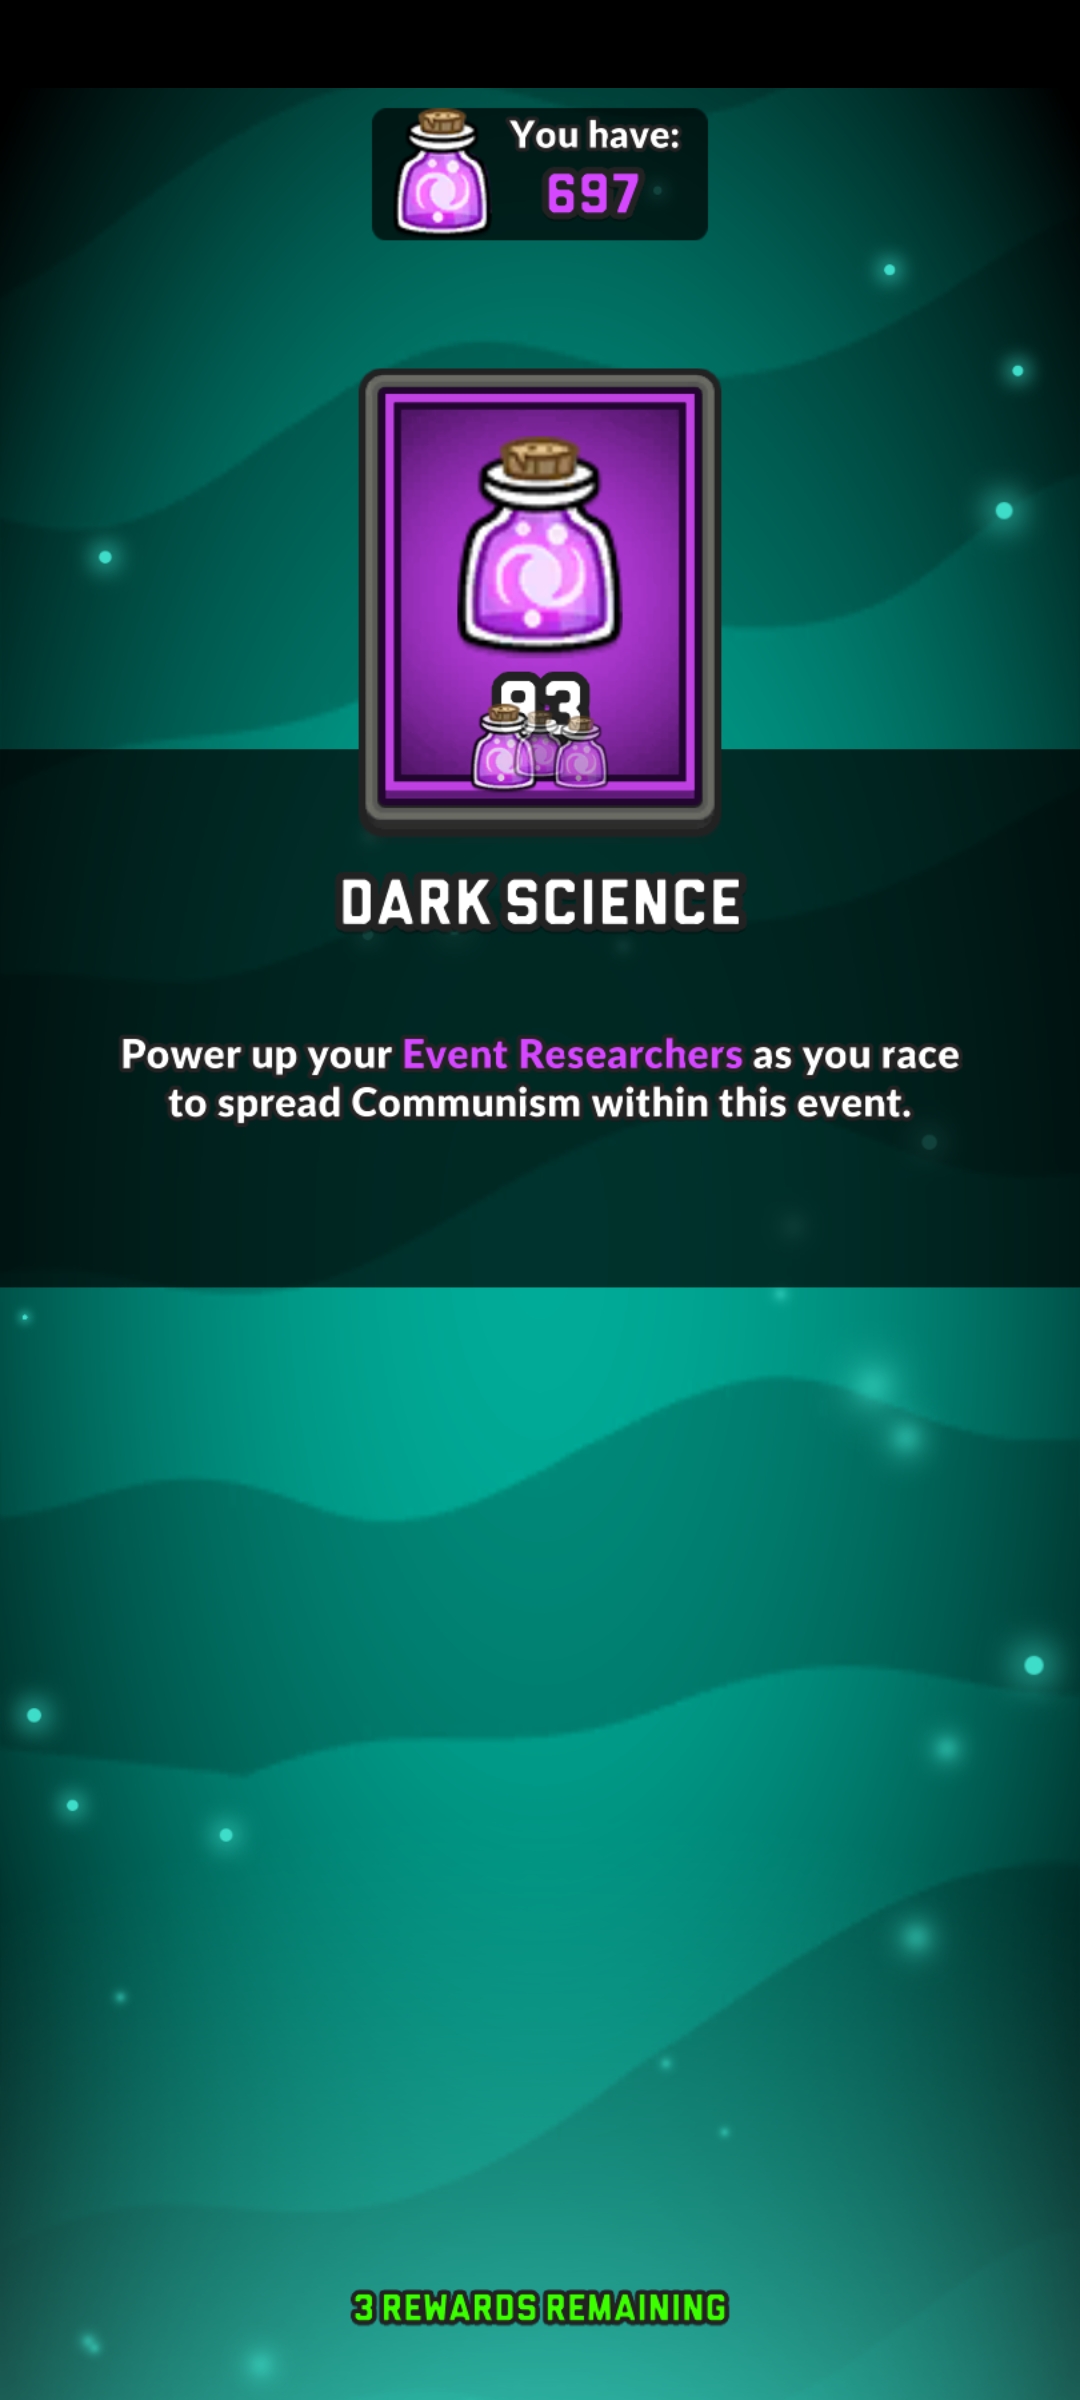 You have:
697
93
DARK SCIENCE
Power up your Event Researchers as you race
to spread Communism within this event.
3 REWARDS REMAINING